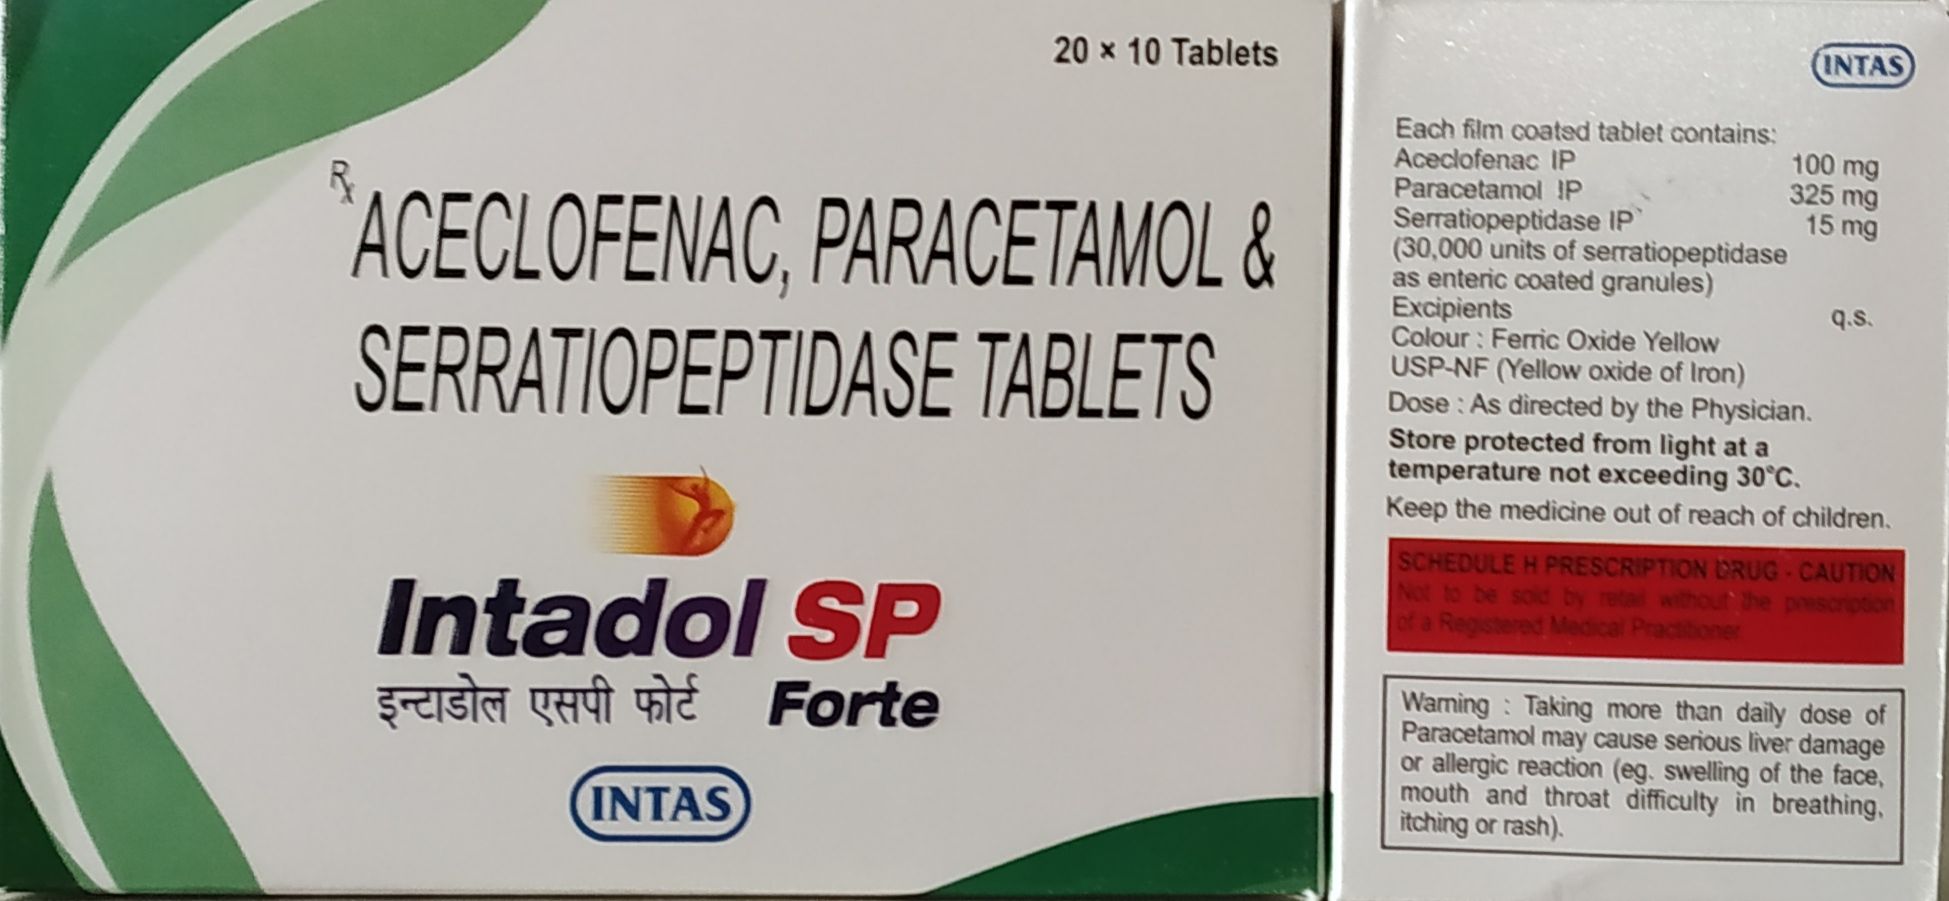 20 × 10 Tablets
Rx
ACECLOFENAC, PARACETAMOL &
SERRATIOPEPTIDASE TABLETS
Intadol SP
इन्टाडोल एसपी फोर्ट Forte
INTAS
INTAS
Each film coated tablet contains:
Aceclofenac IP 100 mg
Paracetamol IP 325 mg
Serratiopeptidase IP 15 mg
(30,000 units of serratiopeptidase
as enteric coated granules)
Excipients q.s.
Colour : Ferric Oxide Yellow
USP-NF (Yellow oxide of Iron)
Dose : As directed by the Physician.
Store protected from light at a
temperature not exceeding 30°C.
Keep the medicine out of reach of children.
SCHEDULE H PRESCRIPTION DRUG - CAUTION
Not to be sold by retail without the prescription
of a Registered Medical Practitioner
Warning : Taking more than daily dose of
Paracetamol may cause serious liver damage
or allergic reaction (eg. swelling of the face,
mouth and throat difficulty in breathing,
itching or rash).